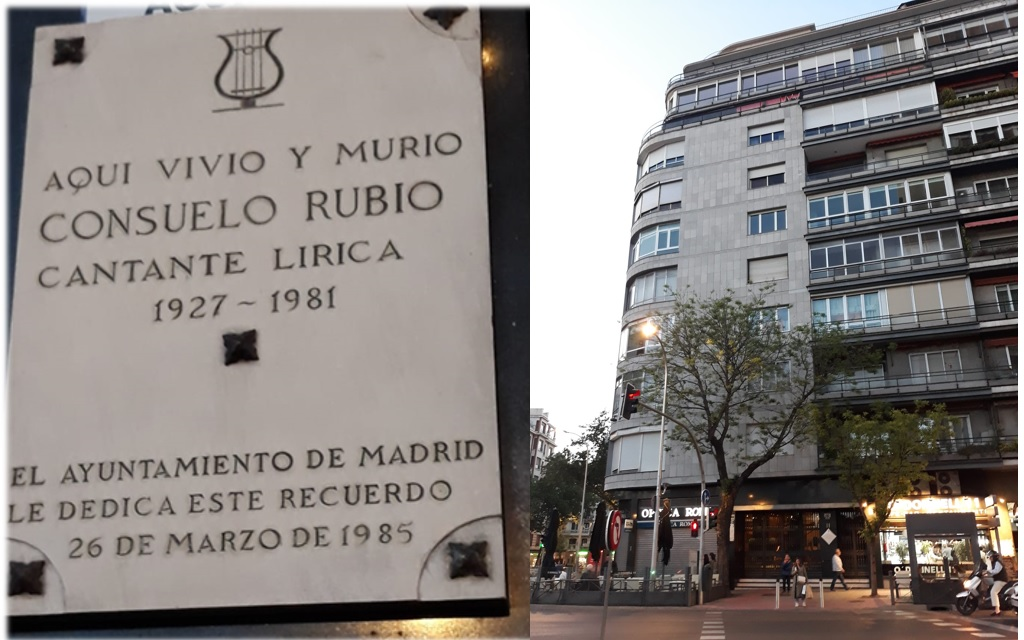 AQUI VIVIO Y MURIO
CONSUELO RUBIO
CANTANTE LIRICA
1927 ~ 1981
EL AYUNTAMIENTO DE MADRID
LE DEDICA ESTE RECUERDO
26 DE MARZO DE 1985